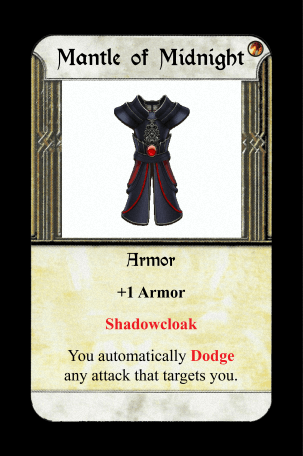 Mantle of Midnight
Armor
+1 Armor
Shadowcloak
You automatically Dodge
any attack that targets you.